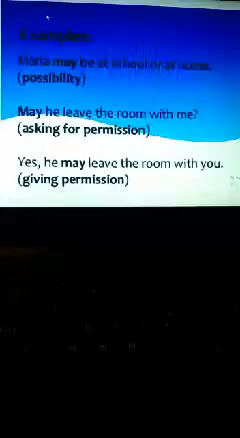 Examples:
Maria may be at school or at home.
(possibility)
May he leave the room with me?
(asking for permission)
Yes, he may leave the room with you.
(giving permission)